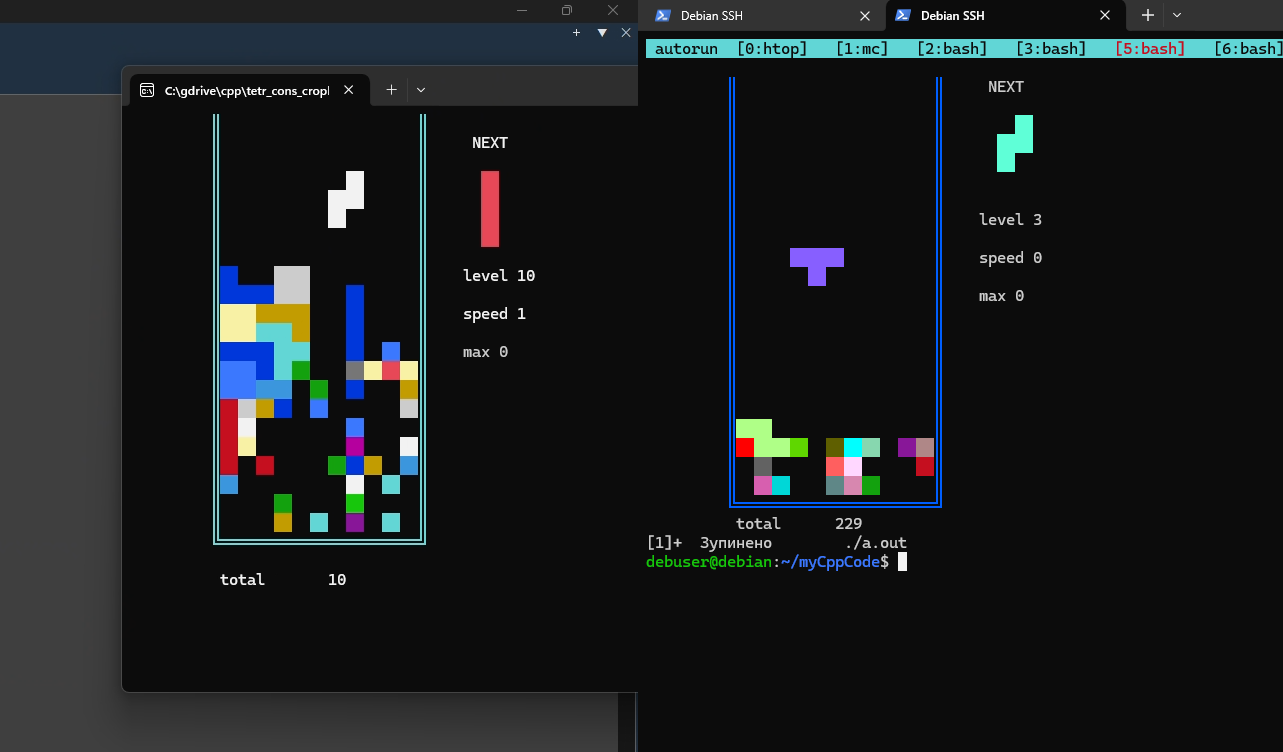 C:\gdrive\cpp\tetr_cons_cropl
NEXT
level 10
speed 1
max 0
total 10
Debian SSH
Debian SSH
autorun [0:htop] [1:mc] [2:bash] [3:bash] [5:bash] [6:bash]
NEXT
level 3
speed 0
max 0
total 229
[1]+ Зупинено ./a.out
debuser@debian:~/myCppCode$